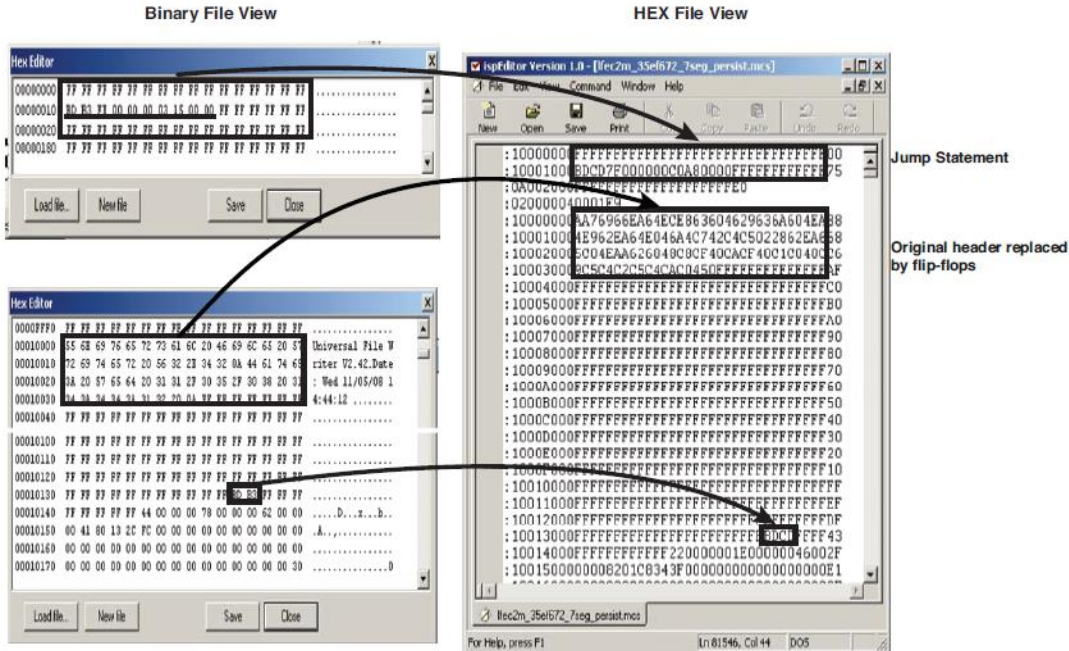 Binary File View
HEX File View
Hex Editor
00000000 FF FF FF FF FF FF FF FF FF FF FF FF FF FF FF FF ................
00000010 BD B3 F1 00 00 00 03 15 00 00 FF FF FF FF FF FF ................
00000020 FF FF FF FF FF FF FF FF FF FF FF FF FF FF FF FF ................
00000180 FF FF FF FF FF FF FF FF FF FF FF FF FF FF FF FF ................
Load file...
New file
Save
Close
Hex Editor
0000FFF0 FF FF FF FF FF FF FF FF FF FF FF FF FF FF FF FF ................
00010000 55 6E 69 76 65 72 73 61 6C 20 46 69 6C 65 20 57 Universal File W
00010010 72 69 74 65 72 20 56 32 2E 34 32 0A 44 61 74 65 riter V2.42.Date
00010020 3A 20 57 65 64 20 31 31 2F 30 35 2F 30 38 20 31 : Wed 11/05/08 1
00010030 34 3A 34 34 3A 31 32 20 0A FF FF FF FF FF FF FF 4:44:12 ........
00010040 FF FF FF FF FF FF FF FF FF FF FF FF FF FF FF FF ................
00010100 FF FF FF FF FF FF FF FF FF FF FF FF FF FF FF FF ................
00010110 FF FF FF FF FF FF FF FF FF FF FF FF FF FF FF FF ................
00010120 FF FF FF FF FF FF FF FF FF FF FF FF FF FF FF FF ................
00010130 FF FF FF FF FF FF FF FF FF FF FF BD B3 FF FF FF ................
00010140 FF FF FF FF FF 44 00 00 00 78 00 00 00 62 00 00 .....D...x...b..
00010150 00 41 80 13 2C FC 00 00 00 00 00 00 00 00 00 00 .A..,...........
00010160 00 00 00 00 00 00 00 00 00 00 00 00 00 00 00 00 ................
00010170 00 00 00 00 00 00 00 00 00 00 00 00 00 00 00 30 ...............0
Load file...
New file
Save
Close
ispEditor Version 1.0 - [lfec2m_35ef672_7seg_persist.mcs]
File Edit View Command Window Help
New Open Save Print Copy Paste Undo Redo
:10000000FFFFFFFFFFFFFFFFFFFFFFFFFFFFFFFF00
:10001000BDCD7F000000C0A80000FFFFFFFFFFFF75
:0A002000FFFFFFFFFFFFFFFFFFFFE0
:020000040001F9
:10000000AA76966EA64ECE863604629636A604EA88
:100010004E962EA64E046A4C742C4C5022862EA668
:100020005C04EAA626048C8CF40CACF40C1C040CC6
:100030008C5C4C2C5C4CAC0450FFFFFFFFFFFFFFAF
:10004000FFFFFFFFFFFFFFFFFFFFFFFFFFFFFFFFC0
:10005000FFFFFFFFFFFFFFFFFFFFFFFFFFFFFFFFB0
:10006000FFFFFFFFFFFFFFFFFFFFFFFFFFFFFFFFA0
:10007000FFFFFFFFFFFFFFFFFFFFFFFFFFFFFFFF90
:10008000FFFFFFFFFFFFFFFFFFFFFFFFFFFFFFFF80
:10009000FFFFFFFFFFFFFFFFFFFFFFFFFFFFFFFF70
:1000A000FFFFFFFFFFFFFFFFFFFFFFFFFFFFFFFF60
:1000B000FFFFFFFFFFFFFFFFFFFFFFFFFFFFFFFF50
:1000C000FFFFFFFFFFFFFFFFFFFFFFFFFFFFFFFF40
:1000D000FFFFFFFFFFFFFFFFFFFFFFFFFFFFFFFF30
:1000E000FFFFFFFFFFFFFFFFFFFFFFFFFFFFFFFF20
:1000F000FFFFFFFFFFFFFFFFFFFFFFFFFFFFFFFF10
:10011000FFFFFFFFFFFFFFFFFFFFFFFFFFFFFFFFEF
:10012000FFFFFFFFFFFFFFFFFFFFFFFFFFFFFFFFDF
:10013000FFFFFFFFFFFFFFFFFFFFFFBDCDFFFFFF43
:10014000FFFFFFFFFF220000001E0000004600002F
:10015000008201C8343F00000000000000000000E1
lfec2m_35ef672_7seg_persist.mcs
For Help, press F1
Ln 81546, Col 44 DOS
Jump Statement
Original header replaced
by flip-flops